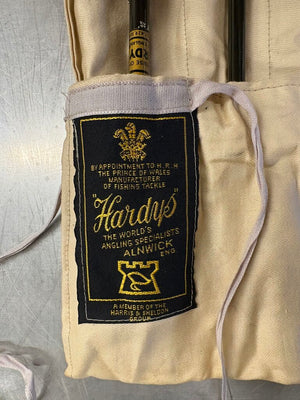 BY APPOINTMENT TO H.R.H
THE PRINCE OF WALES
MANUFACTURER
OF FISHING TACKLE
"Hardys"
THE WORLD'S
ANGLING SPECIALISTS
ALNWICK
ENG.
A MEMBER OF THE
HARRIS & SHELDON
GROUP